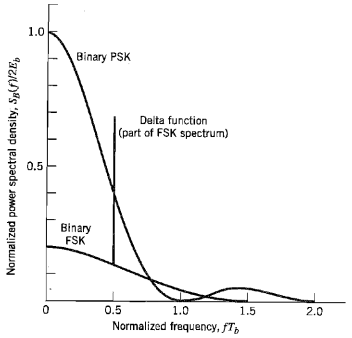 Normalized power spectral density, S_B(f)/2E_b
1.0
0.5
Binary PSK
Delta function
(part of FSK spectrum)
Binary
FSK
0
0.5
1.0
1.5
2.0
Normalized frequency, fT_b